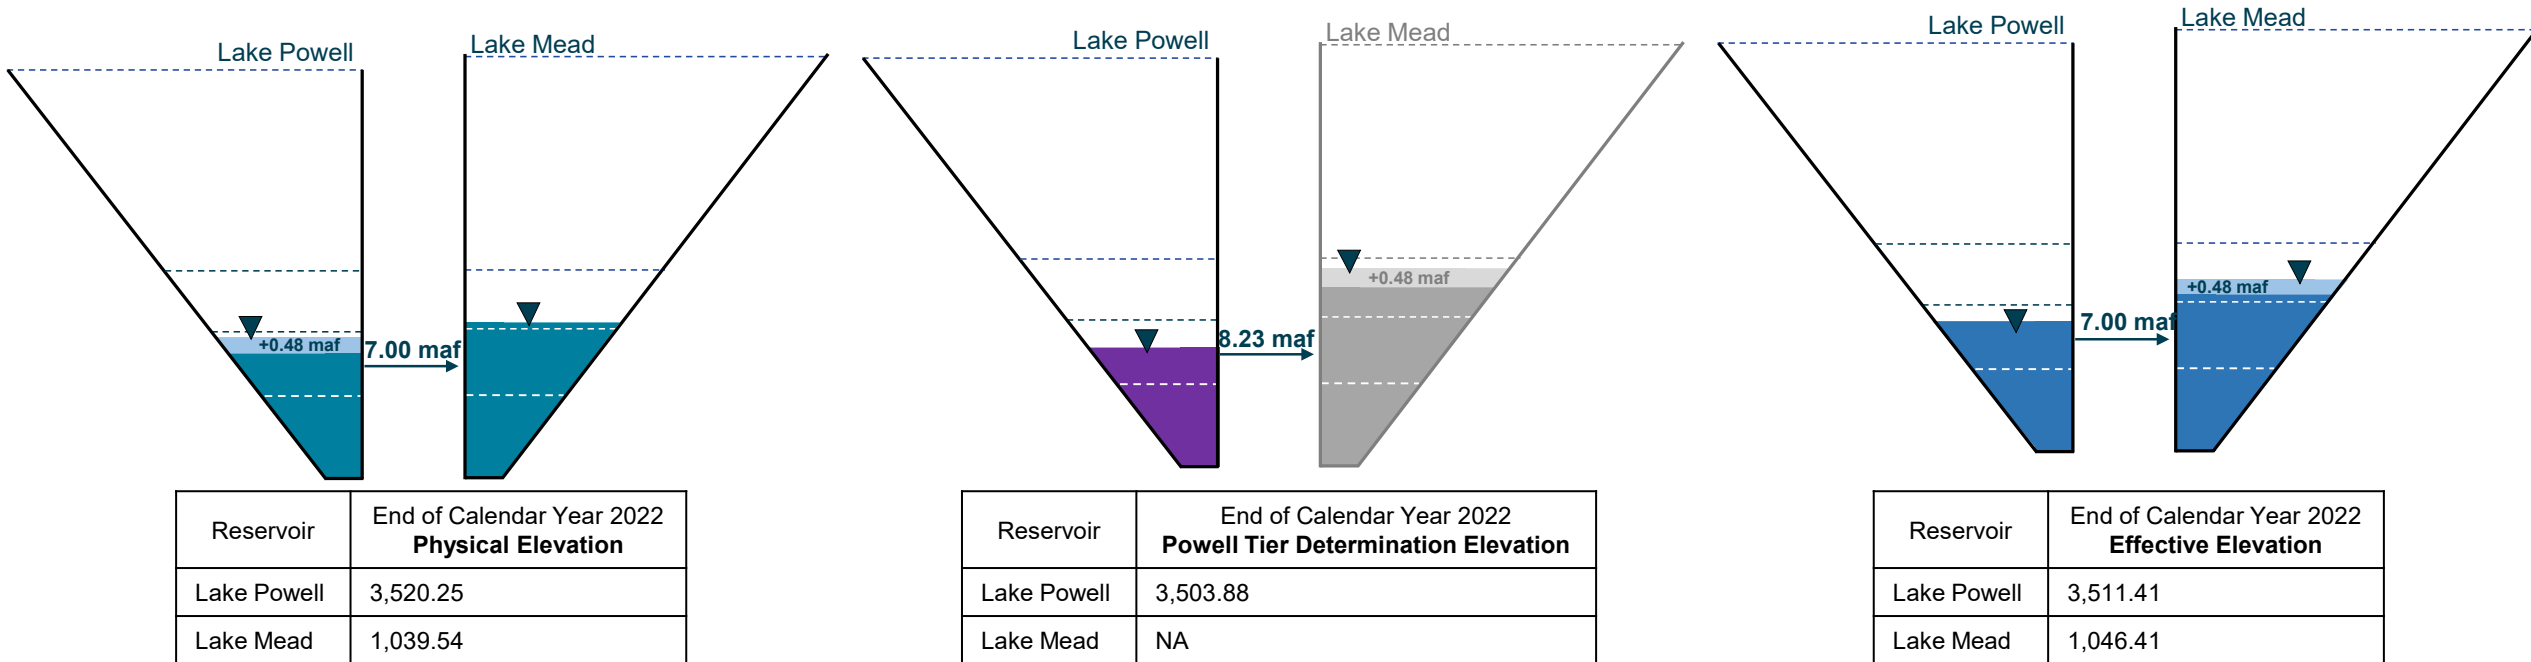 Lake Powell
Lake Mead
+0.48 maf
7.00 maf
Reservoir
End of Calendar Year 2022
Physical Elevation
Lake Powell
3,520.25
Lake Mead
1,039.54
Lake Powell
Lake Mead
8.23 maf
+0.48 maf
Reservoir
End of Calendar Year 2022
Powell Tier Determination Elevation
Lake Powell
3,503.88
Lake Mead
NA
Lake Powell
Lake Mead
7.00 maf
+0.48 maf
Reservoir
End of Calendar Year 2022
Effective Elevation
Lake Powell
3,511.41
Lake Mead
1,046.41